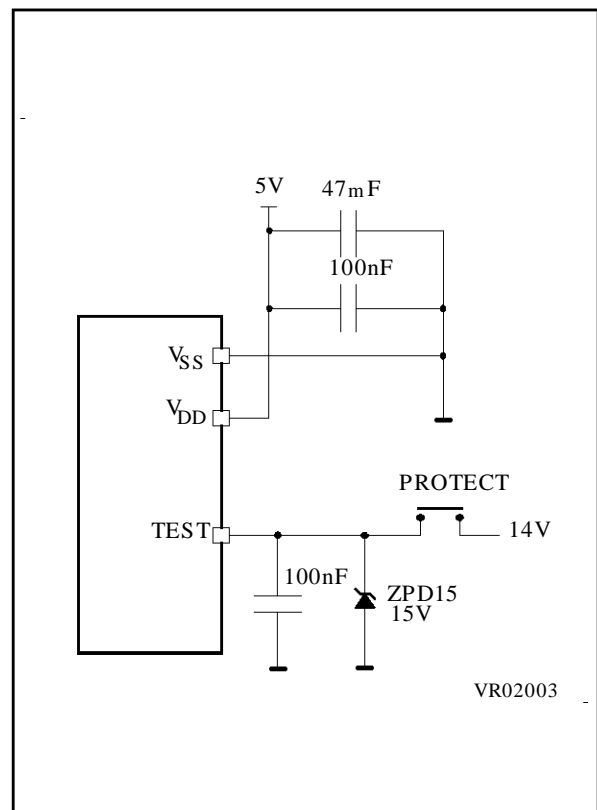 5V
47mF
100nF
VSS
VDD
PROTECT
TEST
14V
100nF
ZPD15
15V
VR02003